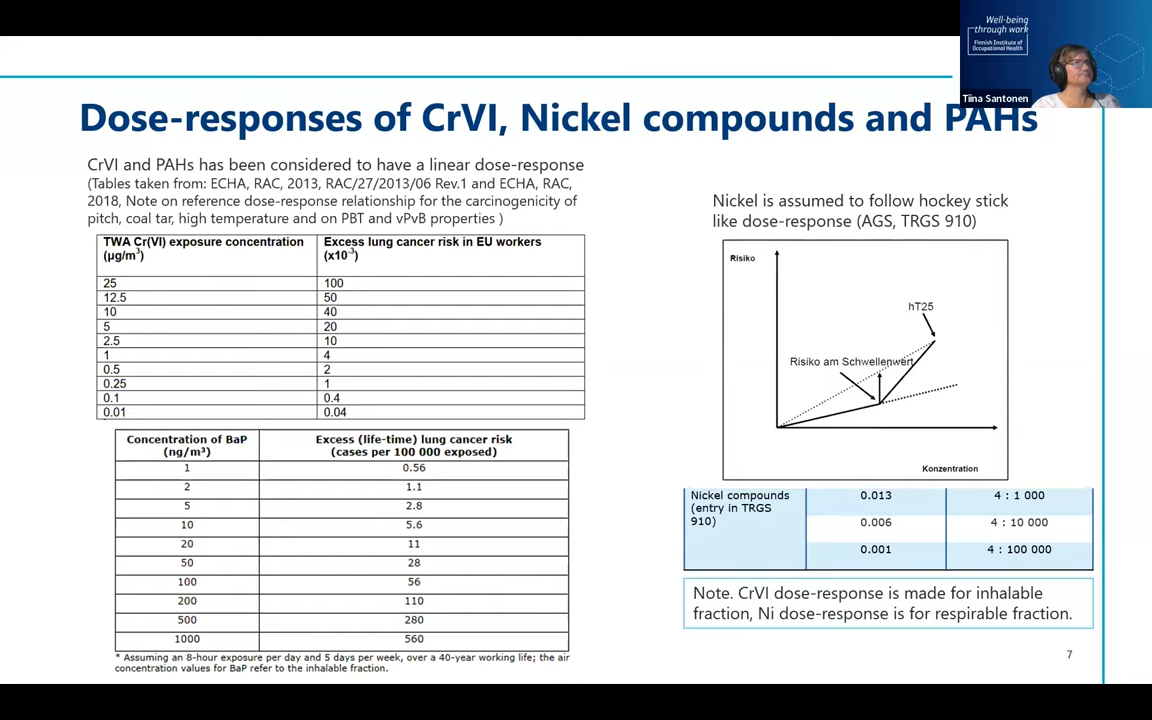 Well-being
through work
Finnish Institute of
Occupational Health
Tiina Santonen
Dose-responses of CrVI, Nickel compounds and PAHs
CrVI and PAHs has been considered to have a linear dose-response
(Tables taken from: ECHA, RAC, 2013, RAC/27/2013/06 Rev.1 and ECHA, RAC,
2018, Note on reference dose-response relationship for the carcinogenicity of
pitch, coal tar, high temperature and on PBT and vPvB properties )
TWA Cr(VI) exposure concentration (µg/m³) Excess lung cancer risk in EU workers (x10⁻³)
25 100
12.5 50
10 40
5 20
2.5 10
1 4
0.5 2
0.25 1
0.1 0.4
0.01 0.04
Concentration of BaP (ng/m³) Excess (life-time) lung cancer risk (cases per 100 000 exposed)
1 0.56
2 1.1
5 2.8
10 5.6
20 11
50 28
100 56
200 110
500 280
1000 560
* Assuming an 8-hour exposure per day and 5 days per week, over a 40-year working life; the air
concentration values for BaP refer to the inhalable fraction.
Nickel is assumed to follow hockey stick
like dose-response (AGS, TRGS 910)
Risiko
hT25
Risiko am Schwellenwert
Konzentration
Nickel compounds (entry in TRGS 910) 0.013 4 : 1 000
0.006 4 : 10 000
0.001 4 : 100 000
Note. CrVI dose-response is made for inhalable
fraction, Ni dose-response is for respirable fraction.
7